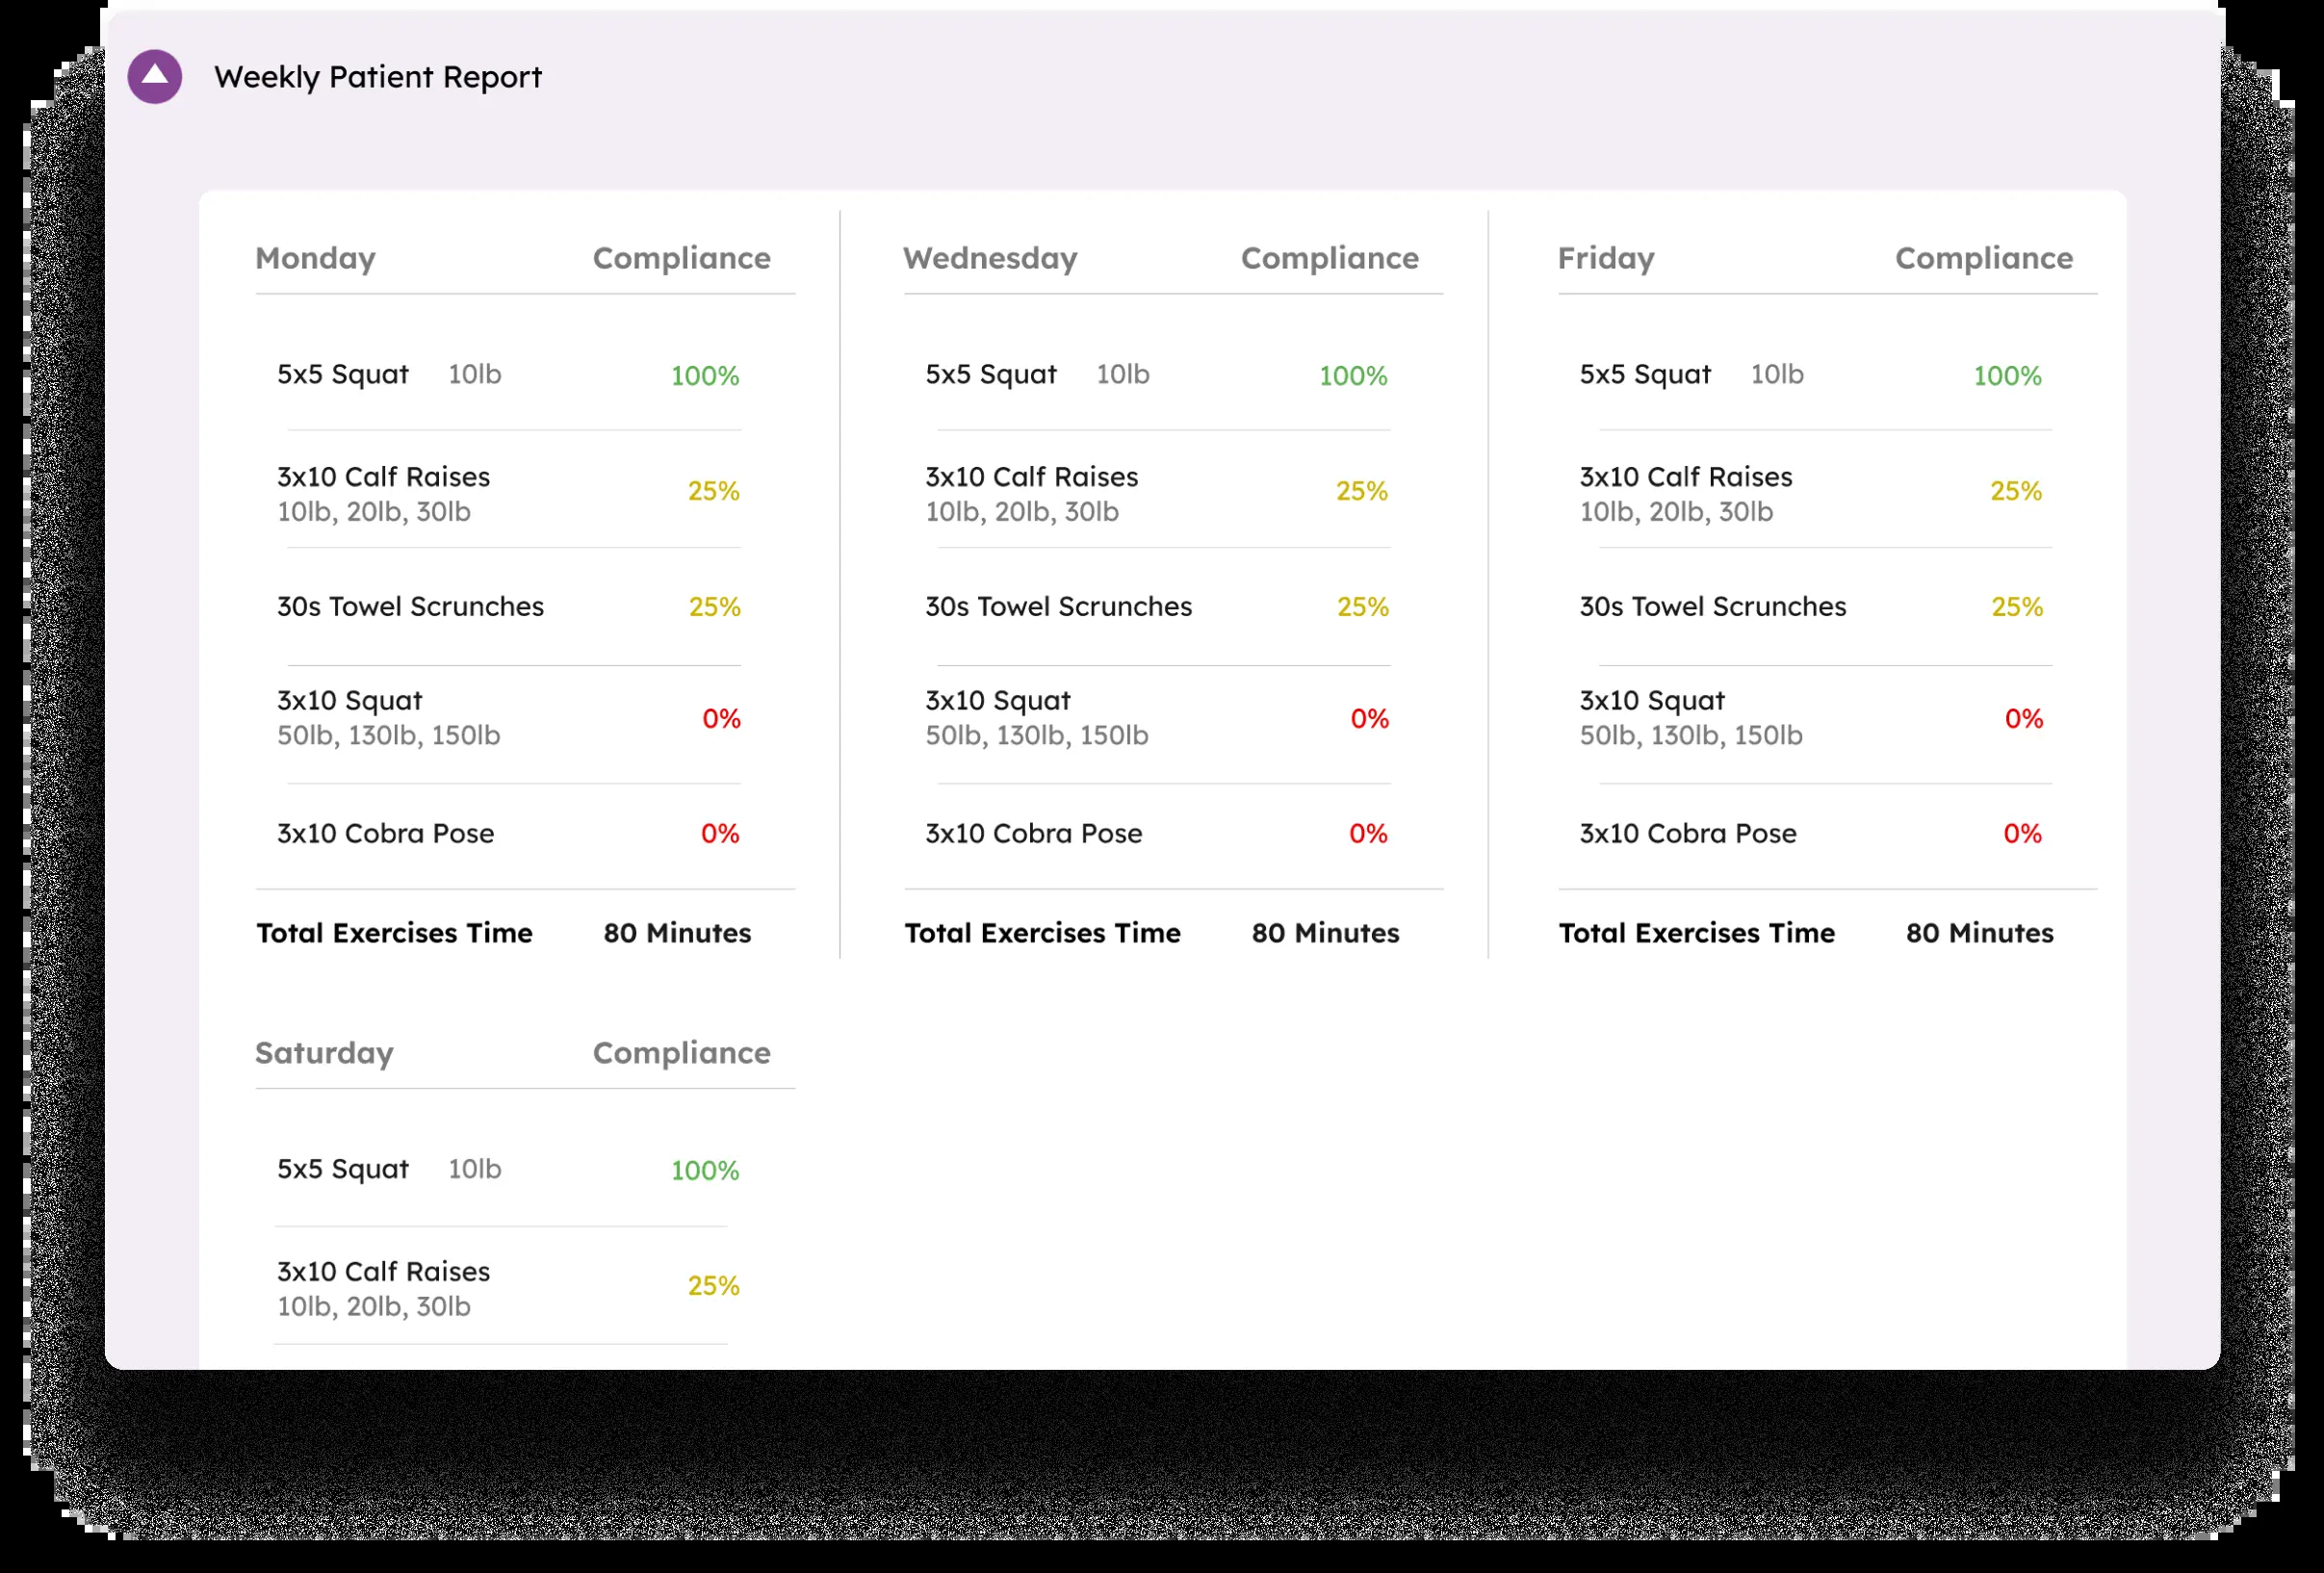 Weekly Patient Report
Monday Compliance
5x5 Squat 10lb 100%
3x10 Calf Raises
10lb, 20lb, 30lb
25%
30s Towel Scrunches 25%
3x10 Squat
50lb, 130lb, 150lb
0%
3x10 Cobra Pose 0%
Total Exercises Time 80 Minutes
Wednesday Compliance
5x5 Squat 10lb 100%
3x10 Calf Raises
10lb, 20lb, 30lb
25%
30s Towel Scrunches 25%
3x10 Squat
50lb, 130lb, 150lb
0%
3x10 Cobra Pose 0%
Total Exercises Time 80 Minutes
Friday Compliance
5x5 Squat 10lb 100%
3x10 Calf Raises
10lb, 20lb, 30lb
25%
30s Towel Scrunches 25%
3x10 Squat
50lb, 130lb, 150lb
0%
3x10 Cobra Pose 0%
Total Exercises Time 80 Minutes
Saturday Compliance
5x5 Squat 10lb 100%
3x10 Calf Raises
10lb, 20lb, 30lb
25%